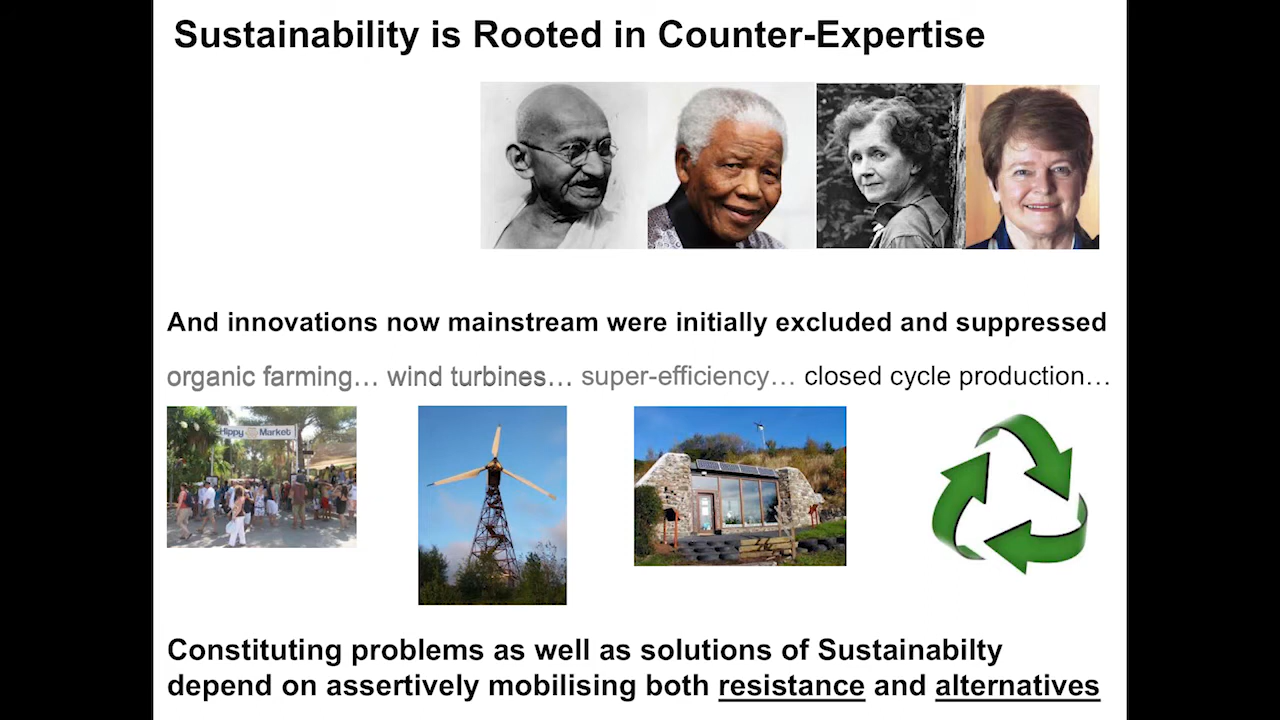 Sustainability is Rooted in Counter-Expertise
And innovations now mainstream were initially excluded and suppressed
organic farming… wind turbines… super-efficiency… closed cycle production…
Hippy Market
Constituting problems as well as solutions of Sustainabilty
depend on assertively mobilising both resistance and alternatives